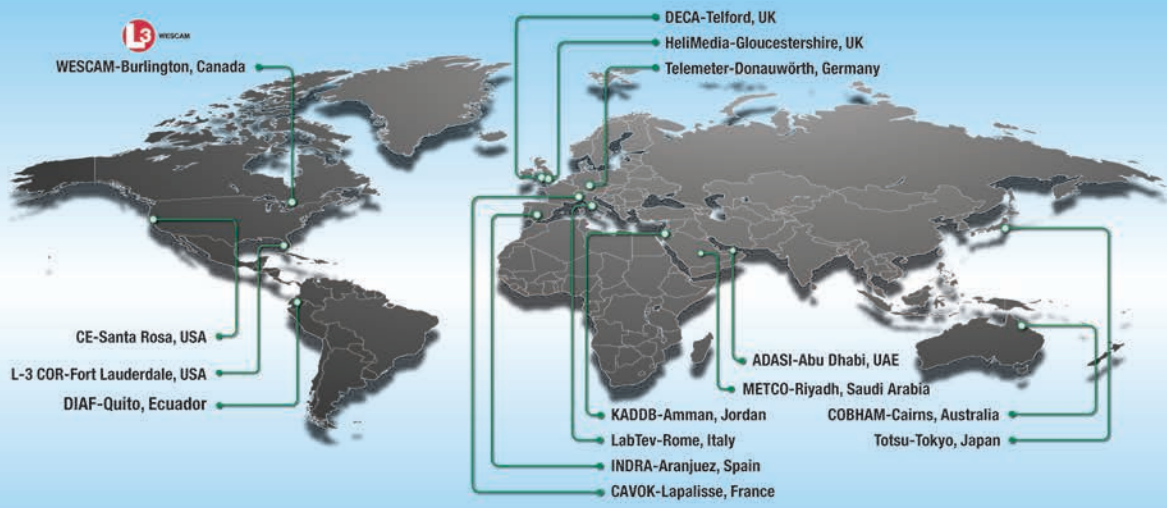 L3 WESCAM
WESCAM-Burlington, Canada
DECA-Telford, UK
HeliMedia-Gloucestershire, UK
Telemeter-Donauwörth, Germany
CE-Santa Rosa, USA
L-3 COR-Fort Lauderdale, USA
DIAF-Quito, Ecuador
ADASI-Abu Dhabi, UAE
METCO-Riyadh, Saudi Arabia
KADDB-Amman, Jordan
COBHAM-Cairns, Australia
LabTev-Rome, Italy
Totsu-Tokyo, Japan
INDRA-Aranjuez, Spain
CAVOK-Lapalisse, France